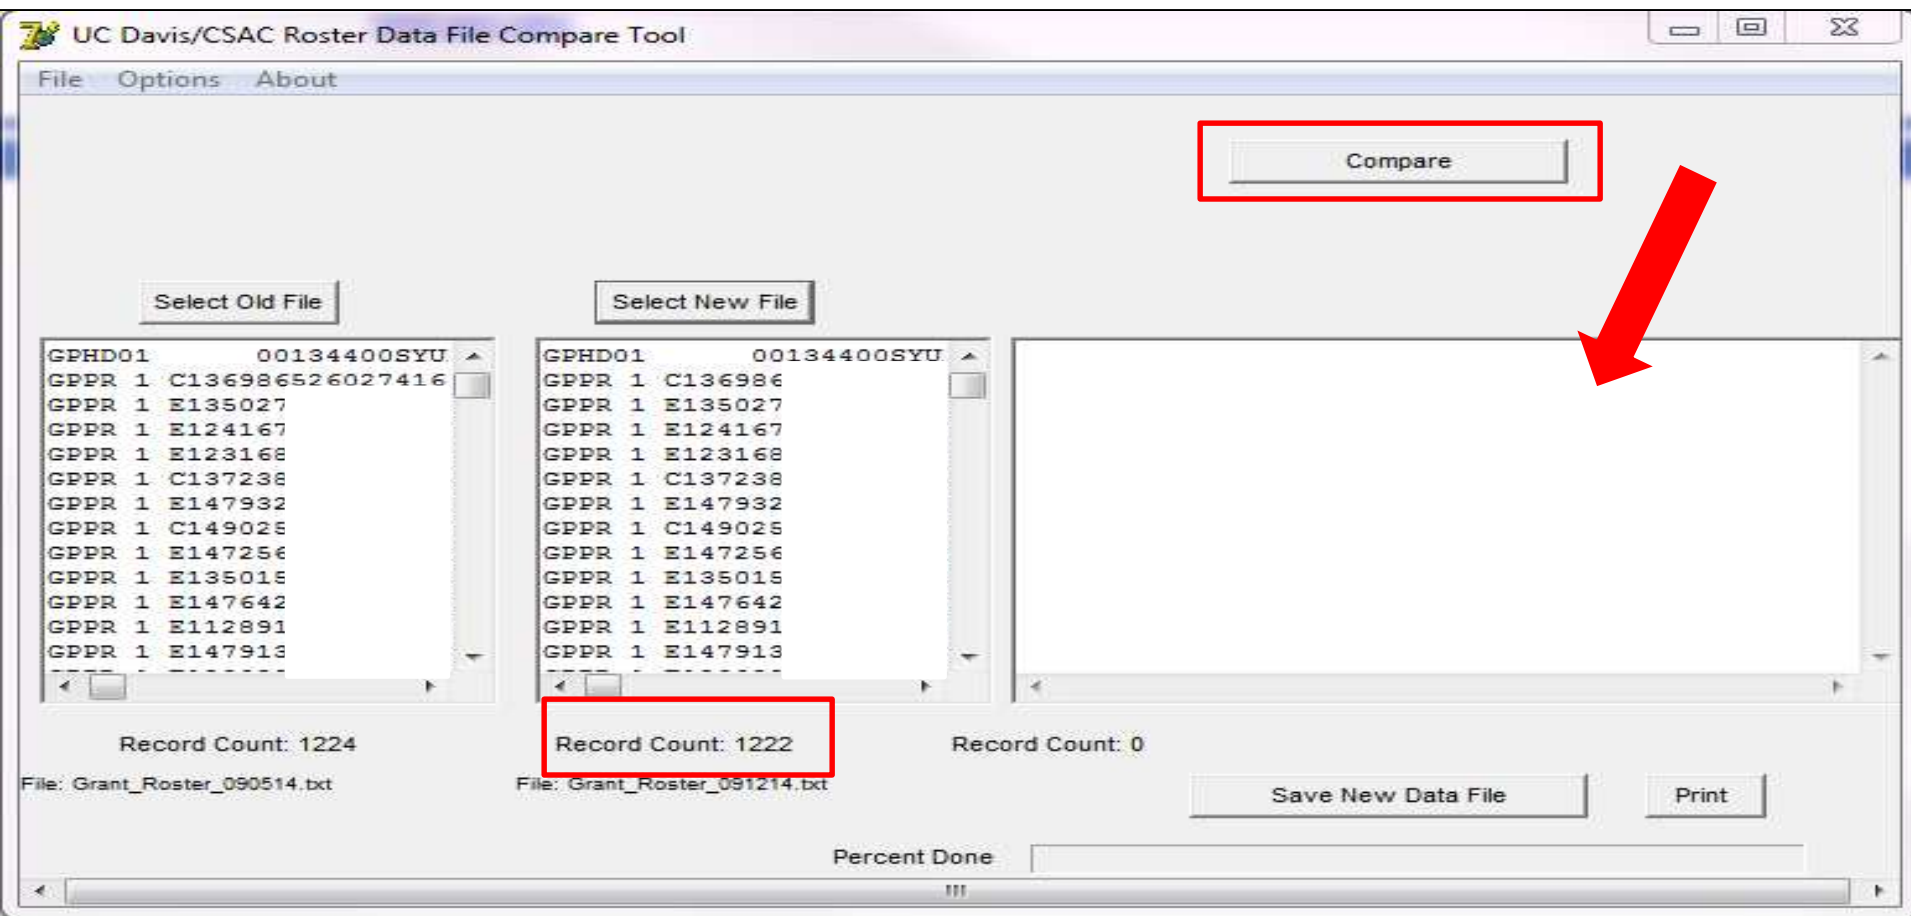 UC Davis/CSAC Roster Data File Compare Tool
File Options About
Compare
Select Old File
Select New File
GPHD01 00134400SYU
GPPR 1 C136986526027416
GPPR 1 E135027
GPPR 1 E124167
GPPR 1 E123168
GPPR 1 C137238
GPPR 1 E147932
GPPR 1 C149025
GPPR 1 E147256
GPPR 1 E135015
GPPR 1 E147642
GPPR 1 E112891
GPPR 1 E147913
GPHD01 00134400SYU
GPPR 1 C136986
GPPR 1 E135027
GPPR 1 E124167
GPPR 1 E123168
GPPR 1 C137238
GPPR 1 E147932
GPPR 1 C149025
GPPR 1 E147256
GPPR 1 E135015
GPPR 1 E147642
GPPR 1 E112891
GPPR 1 E147913
Record Count: 1224
Record Count: 1222
Record Count: 0
File: Grant_Roster_090514.txt
File: Grant_Roster_091214.txt
Save New Data File
Print
Percent Done